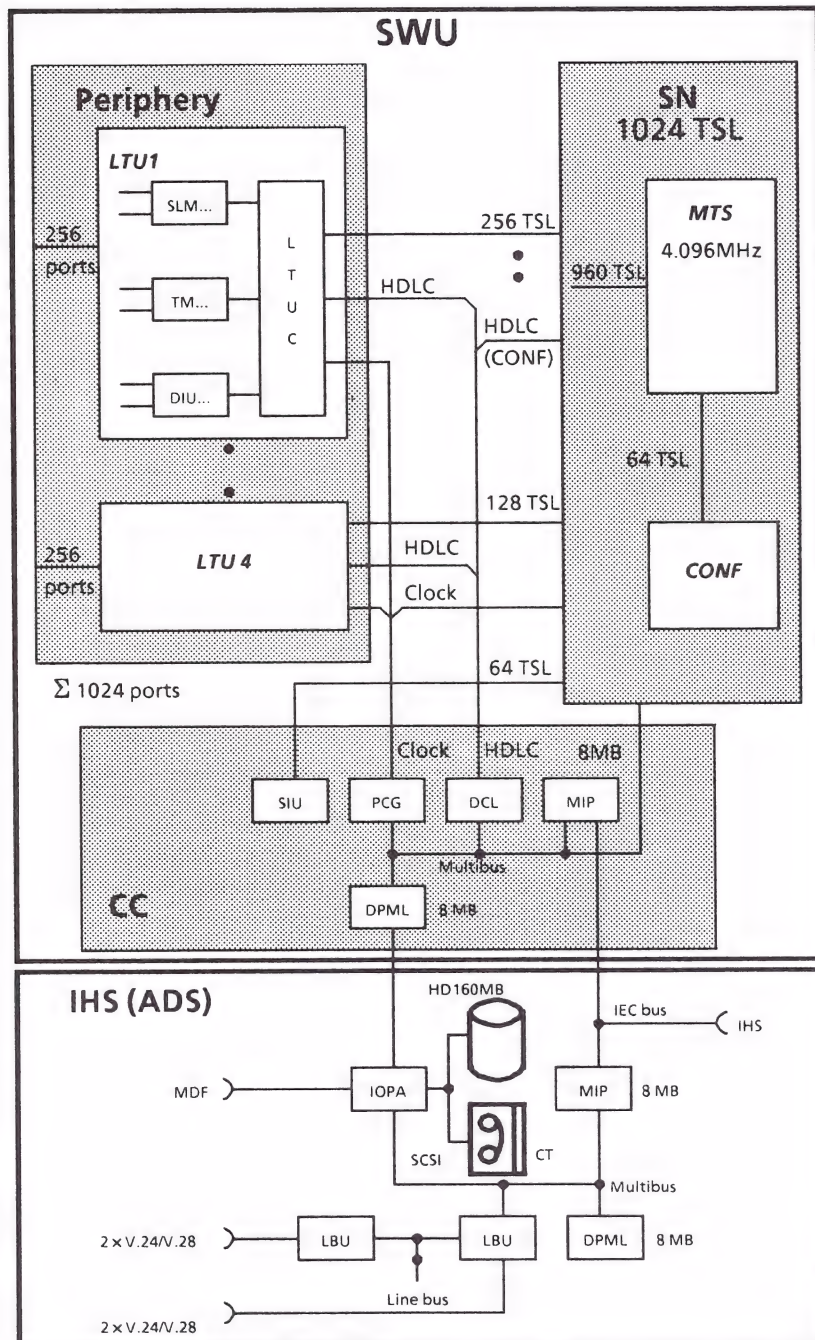 SWU
Periphery
LTU1
SLM...
TM...
DIU...
L
T
U
C
256
ports
256 TSL
HDLC
HDLC
(CONF)
SN
1024 TSL
MTS
4.096MHz
960 TSL
64 TSL
CONF
LTU 4
256
ports
128 TSL
HDLC
Clock
64 TSL
Σ 1024 ports
Clock
HDLC
8MB
SIU
PCG
DCL
MIP
Multibus
CC
DPML
8 MB
IHS (ADS)
HD160MB
IEC bus
IHS
MDF
IOPA
MIP
8 MB
SCSI
CT
Multibus
2 x V.24/V.28
LBU
LBU
DPML
8 MB
Line bus
2 x V.24/V.28